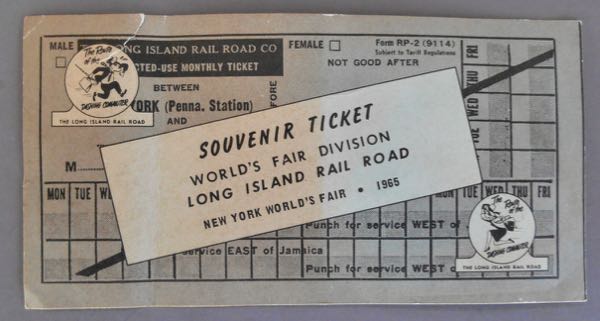 MALE
LONG ISLAND RAIL ROAD CO
FEMALE
Form RP-2 (9114)
Subject to Tariff Regulations
TED-USE MONTHLY TICKET
NOT GOOD AFTER
BETWEEN
YORK (Penna. Station)
AND
FORE
The Route
of the
DASHING COMMUTER
THE LONG ISLAND RAIL ROAD
FRI
THU
WED
TUE
SOUVENIR TICKET
WORLD'S FAIR DIVISION
LONG ISLAND RAIL ROAD
NEW YORK WORLD'S FAIR • 1965
M
MON TUE WE
TUE WED THU FRI
Punch for service WEST of
service EAST of Jamaica
Punch for service WEST o
The Route
of the
DASHING COMMUTER
THE LONG ISLAND RAIL ROAD